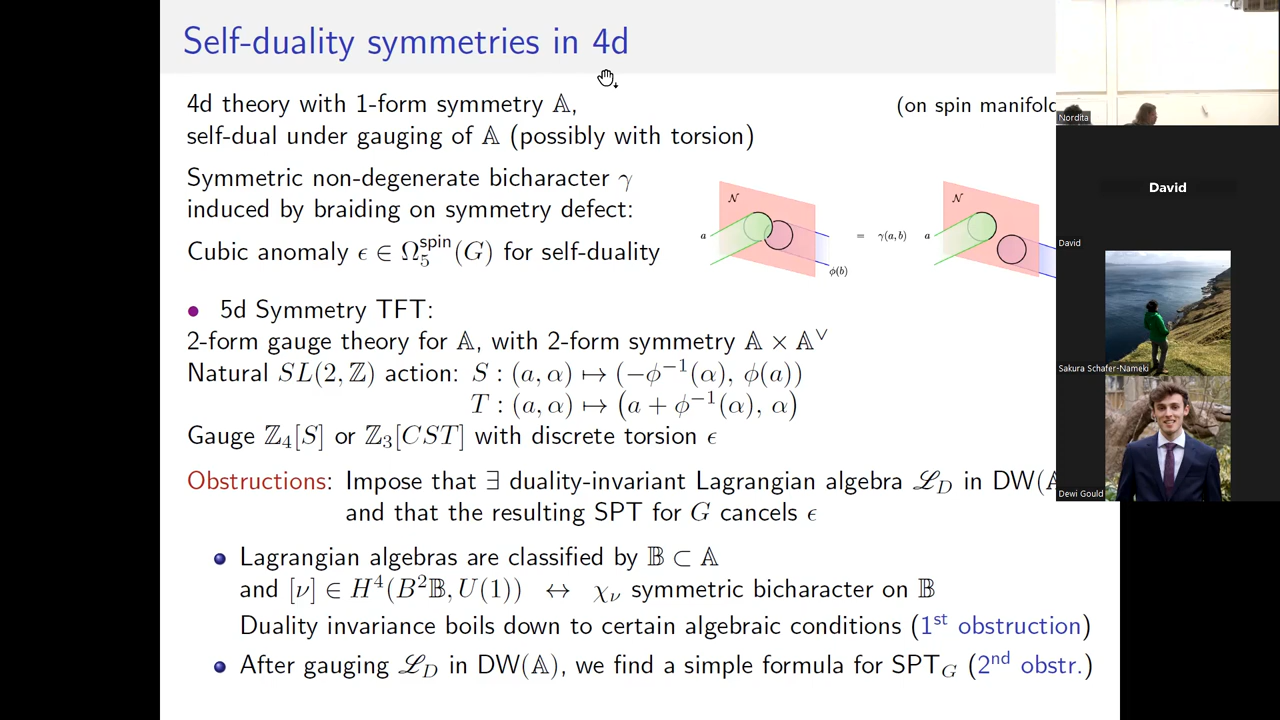 Self-duality symmetries in 4d
4d theory with 1-form symmetry 𝔸,
(on spin manifol
self-dual under gauging of 𝔸 (possibly with torsion)
Symmetric non-degenerate bicharacter γ
induced by braiding on symmetry defect:
Cubic anomaly ϵ ∈ Ω₅^spin(G) for self-duality
𝒩
a
ϕ(b)
= γ(a, b)
𝒩
a
• 5d Symmetry TFT:
2-form gauge theory for 𝔸, with 2-form symmetry 𝔸 × 𝔸^∨
Natural SL(2, ℤ) action: S : (a, α) ↦ (−ϕ⁻¹(α), ϕ(a))
T : (a, α) ↦ (a + ϕ⁻¹(α), α)
Gauge ℤ₄[S] or ℤ₃[CST] with discrete torsion ϵ
Obstructions: Impose that ∃ duality-invariant Lagrangian algebra ℒ_D in DW(𝔸
and that the resulting SPT for G cancels ϵ
• Lagrangian algebras are classified by 𝔹 ⊂ 𝔸
and [ν] ∈ H⁴(B²𝔹, U(1)) ↔ χ_ν symmetric bicharacter on 𝔹
Duality invariance boils down to certain algebraic conditions (1st obstruction)
• After gauging ℒ_D in DW(𝔸), we find a simple formula for SPT_G (2nd obstr.)
Nordita
David
David
Sakura Schafer-Nameki
Dewi Gould